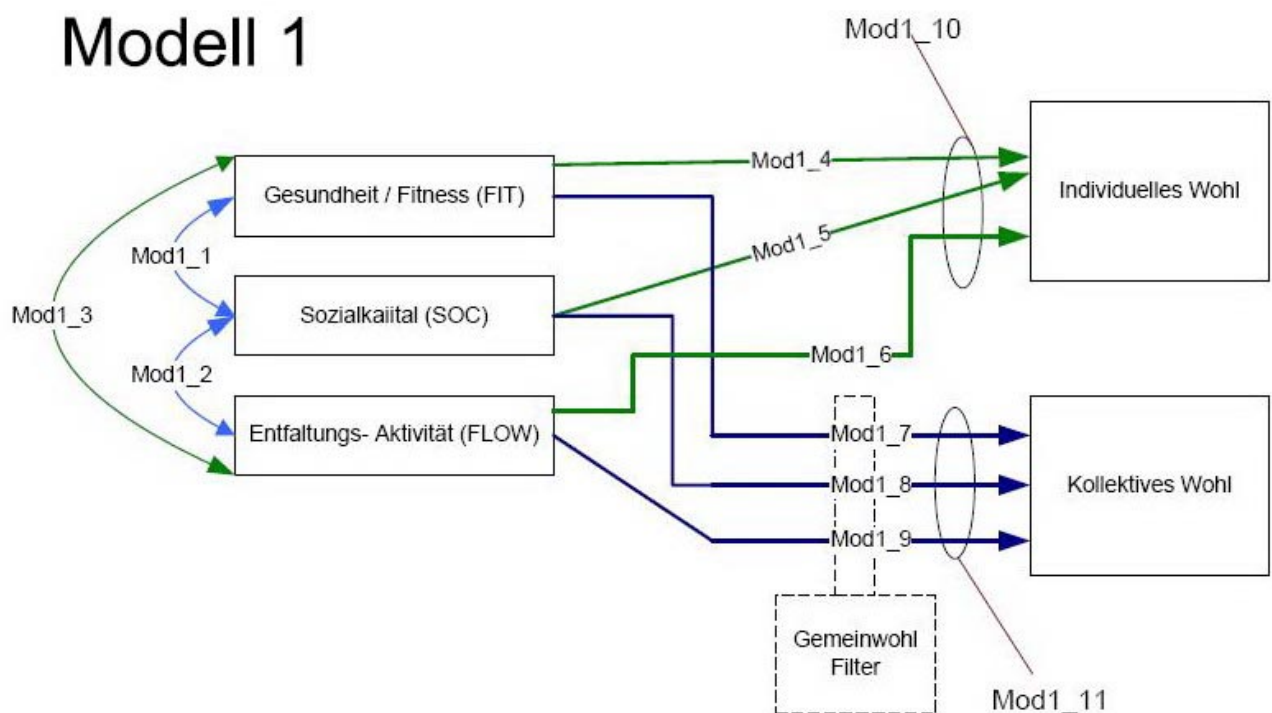 Modell 1
Mod1_10
Mod1_4
Gesundheit / Fitness (FIT)
Individuelles Wohl
Mod1_5
Mod1_1
Mod1_3
Sozialkaiital (SOC)
Mod1_6
Mod1_2
Entfaltungs- Aktivität (FLOW)
Mod1_7
Mod1_8
Kollektives Wohl
Mod1_9
Gemeinwohl
Filter
Mod1_11